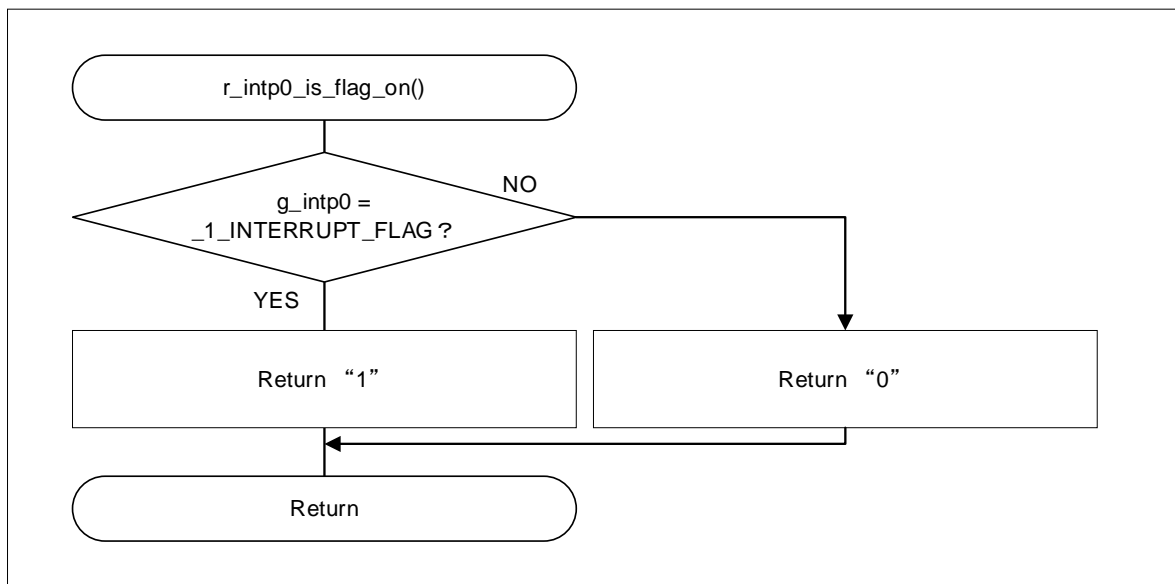 r_intp0_is_flag_on()
g_intp0 =
_1_INTERRUPT_FLAG？
NO
YES
Return “1”
Return “0”
Return